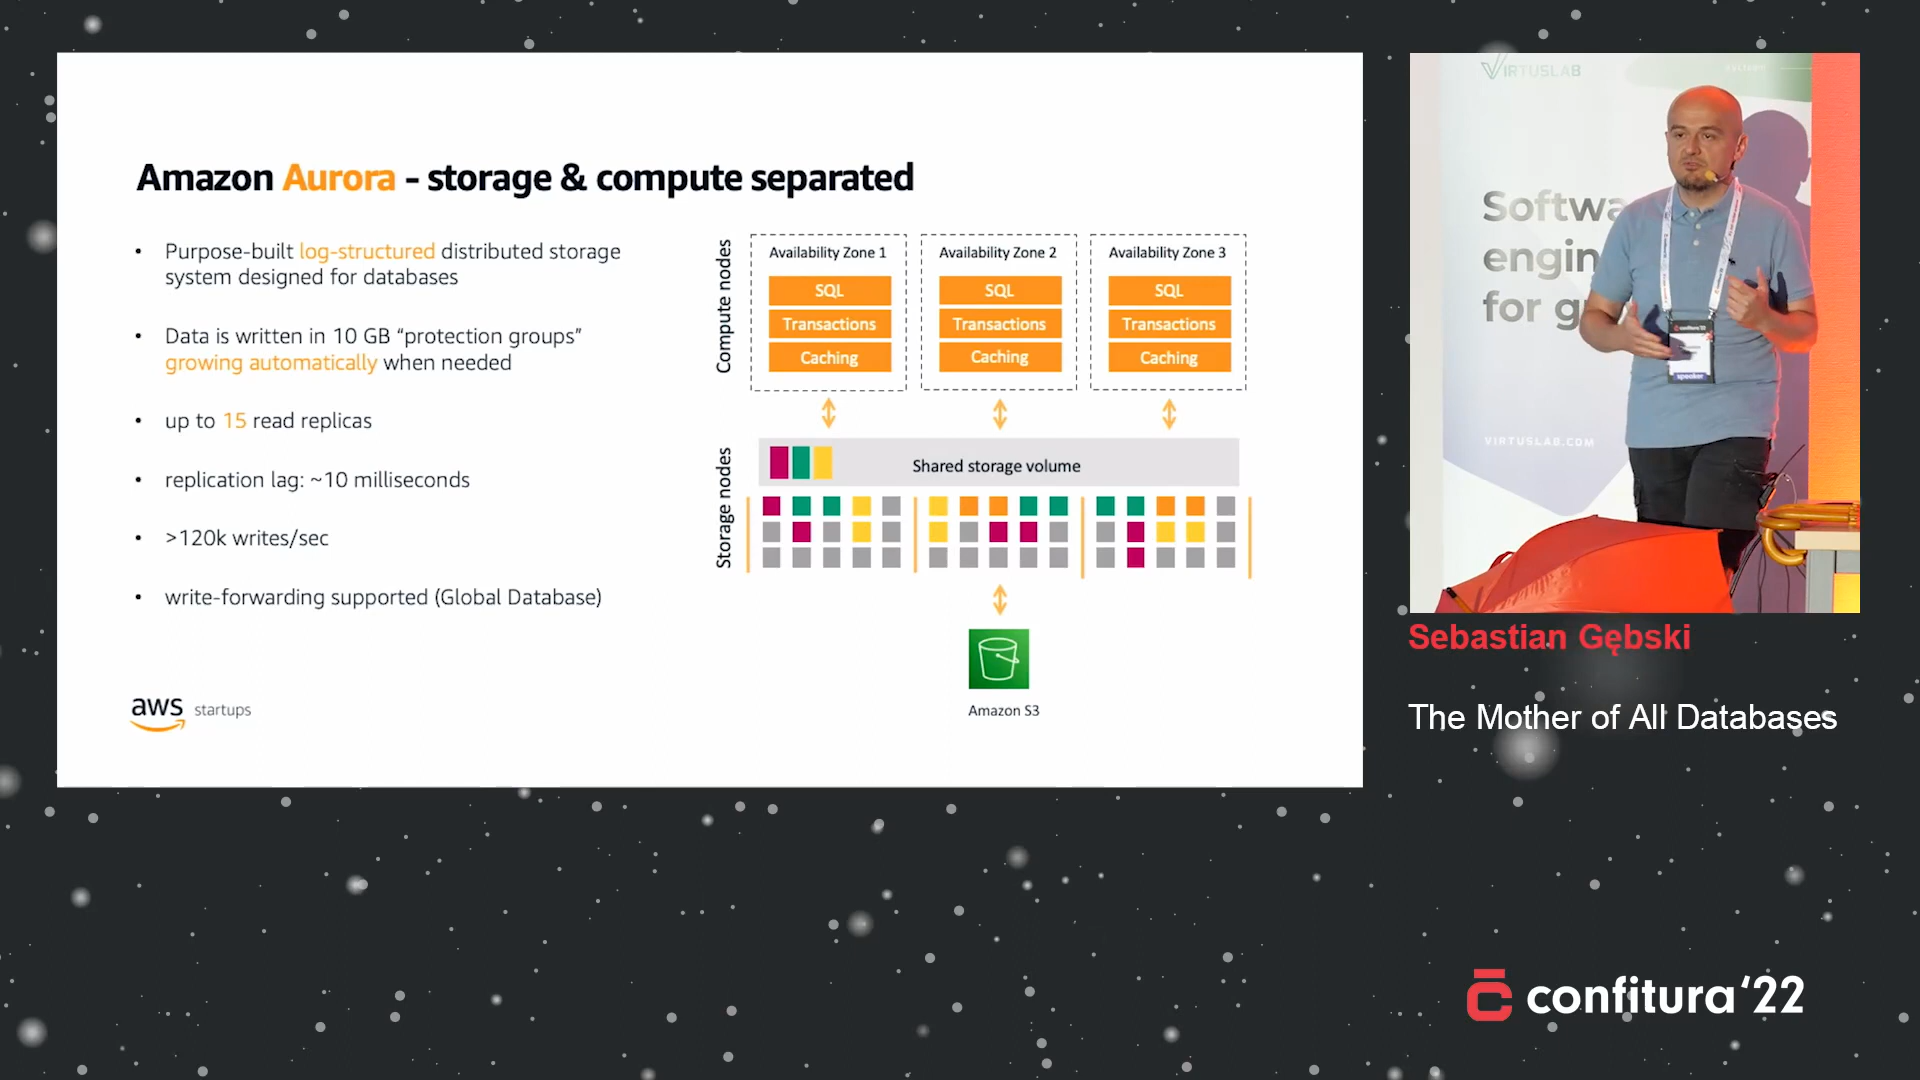 Amazon Aurora - storage & compute separated
• Purpose-built log-structured distributed storage
system designed for databases
• Data is written in 10 GB “protection groups”
growing automatically when needed
• up to 15 read replicas
• replication lag: ~10 milliseconds
• >120k writes/sec
• write-forwarding supported (Global Database)
aws startups
Compute nodes
Availability Zone 1
SQL
Transactions
Caching
Availability Zone 2
SQL
Transactions
Caching
Availability Zone 3
SQL
Transactions
Caching
Storage nodes
Shared storage volume
Amazon S3
VIRTUSLAB
Softwa
engin
for g
VIRTUSLAB.COM
confitura'22
speaker
Sebastian Gębski
The Mother of All Databases
confitura‘22